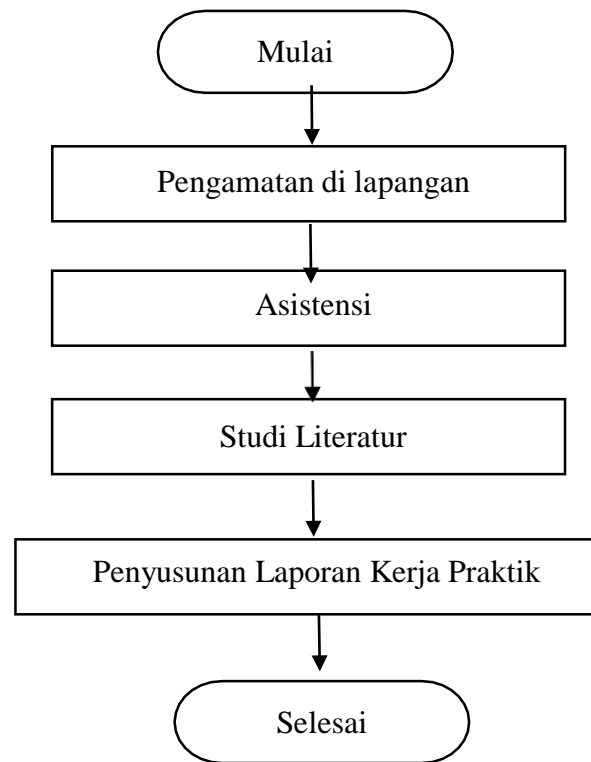 Mulai
Pengamatan di lapangan
Asistensi
Studi Literatur
Penyusunan Laporan Kerja Praktik
Selesai